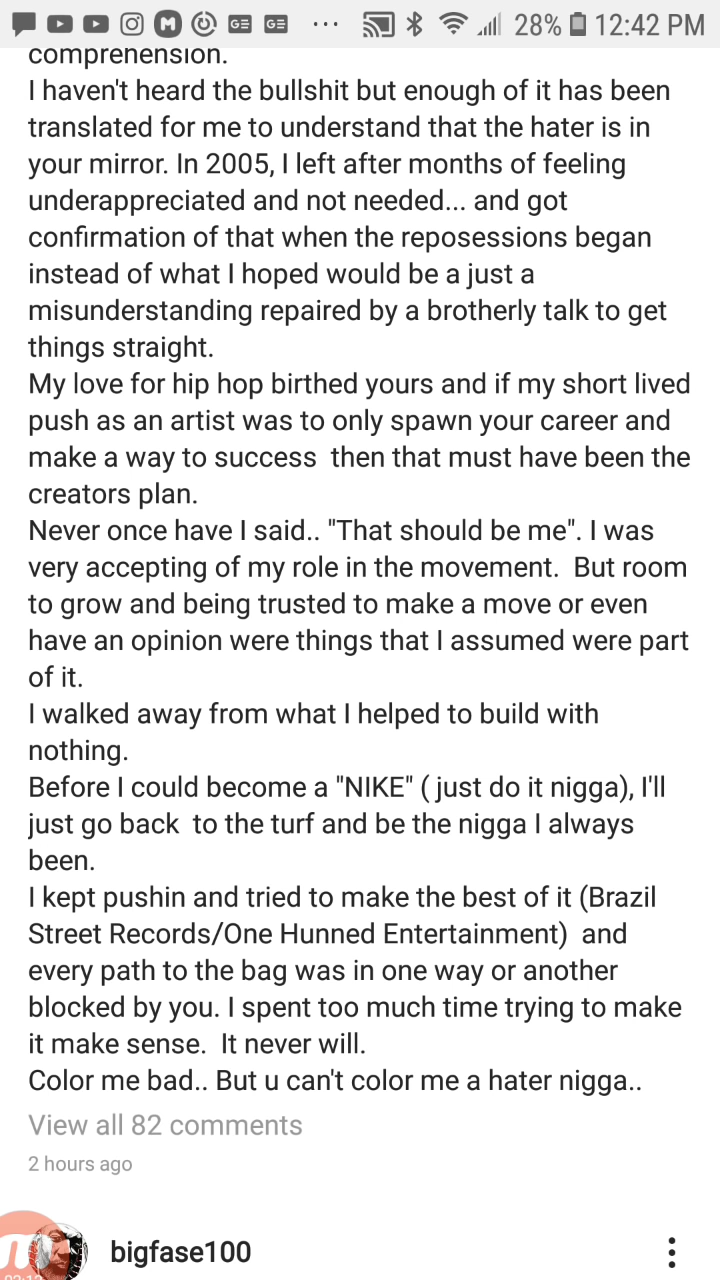 28% 12:42 PM
comprehension.
I haven't heard the bullshit but enough of it has been
translated for me to understand that the hater is in
your mirror. In 2005, I left after months of feeling
underappreciated and not needed... and got
confirmation of that when the reposessions began
instead of what I hoped would be a just a
misunderstanding repaired by a brotherly talk to get
things straight.
My love for hip hop birthed yours and if my short lived
push as an artist was to only spawn your career and
make a way to success  then that must have been the
creators plan.
Never once have I said.. "That should be me". I was
very accepting of my role in the movement.  But room
to grow and being trusted to make a move or even
have an opinion were things that I assumed were part
of it.
I walked away from what I helped to build with
nothing.
Before I could become a "NIKE" ( just do it nigga), I'll
just go back  to the turf and be the nigga I always
been.
I kept pushin and tried to make the best of it (Brazil
Street Records/One Hunned Entertainment)  and
every path to the bag was in one way or another
blocked by you. I spent too much time trying to make
it make sense.  It never will.
Color me bad.. But u can't color me a hater nigga..
View all 82 comments
2 hours ago
bigfase100